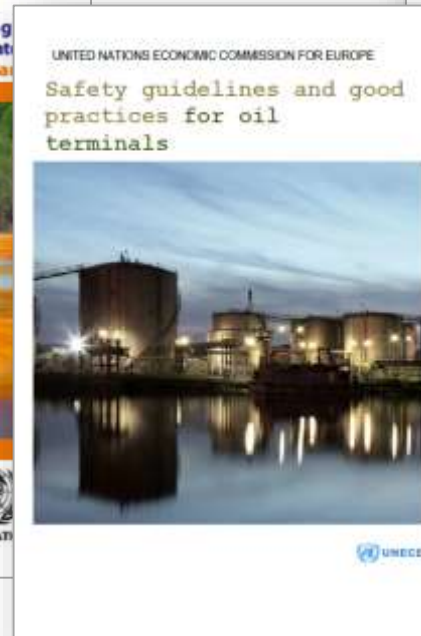 UNITED NATIONS ECONOMIC COMMISSION FOR EUROPE
Safety guidelines and good
practices for oil
terminals
UNECE